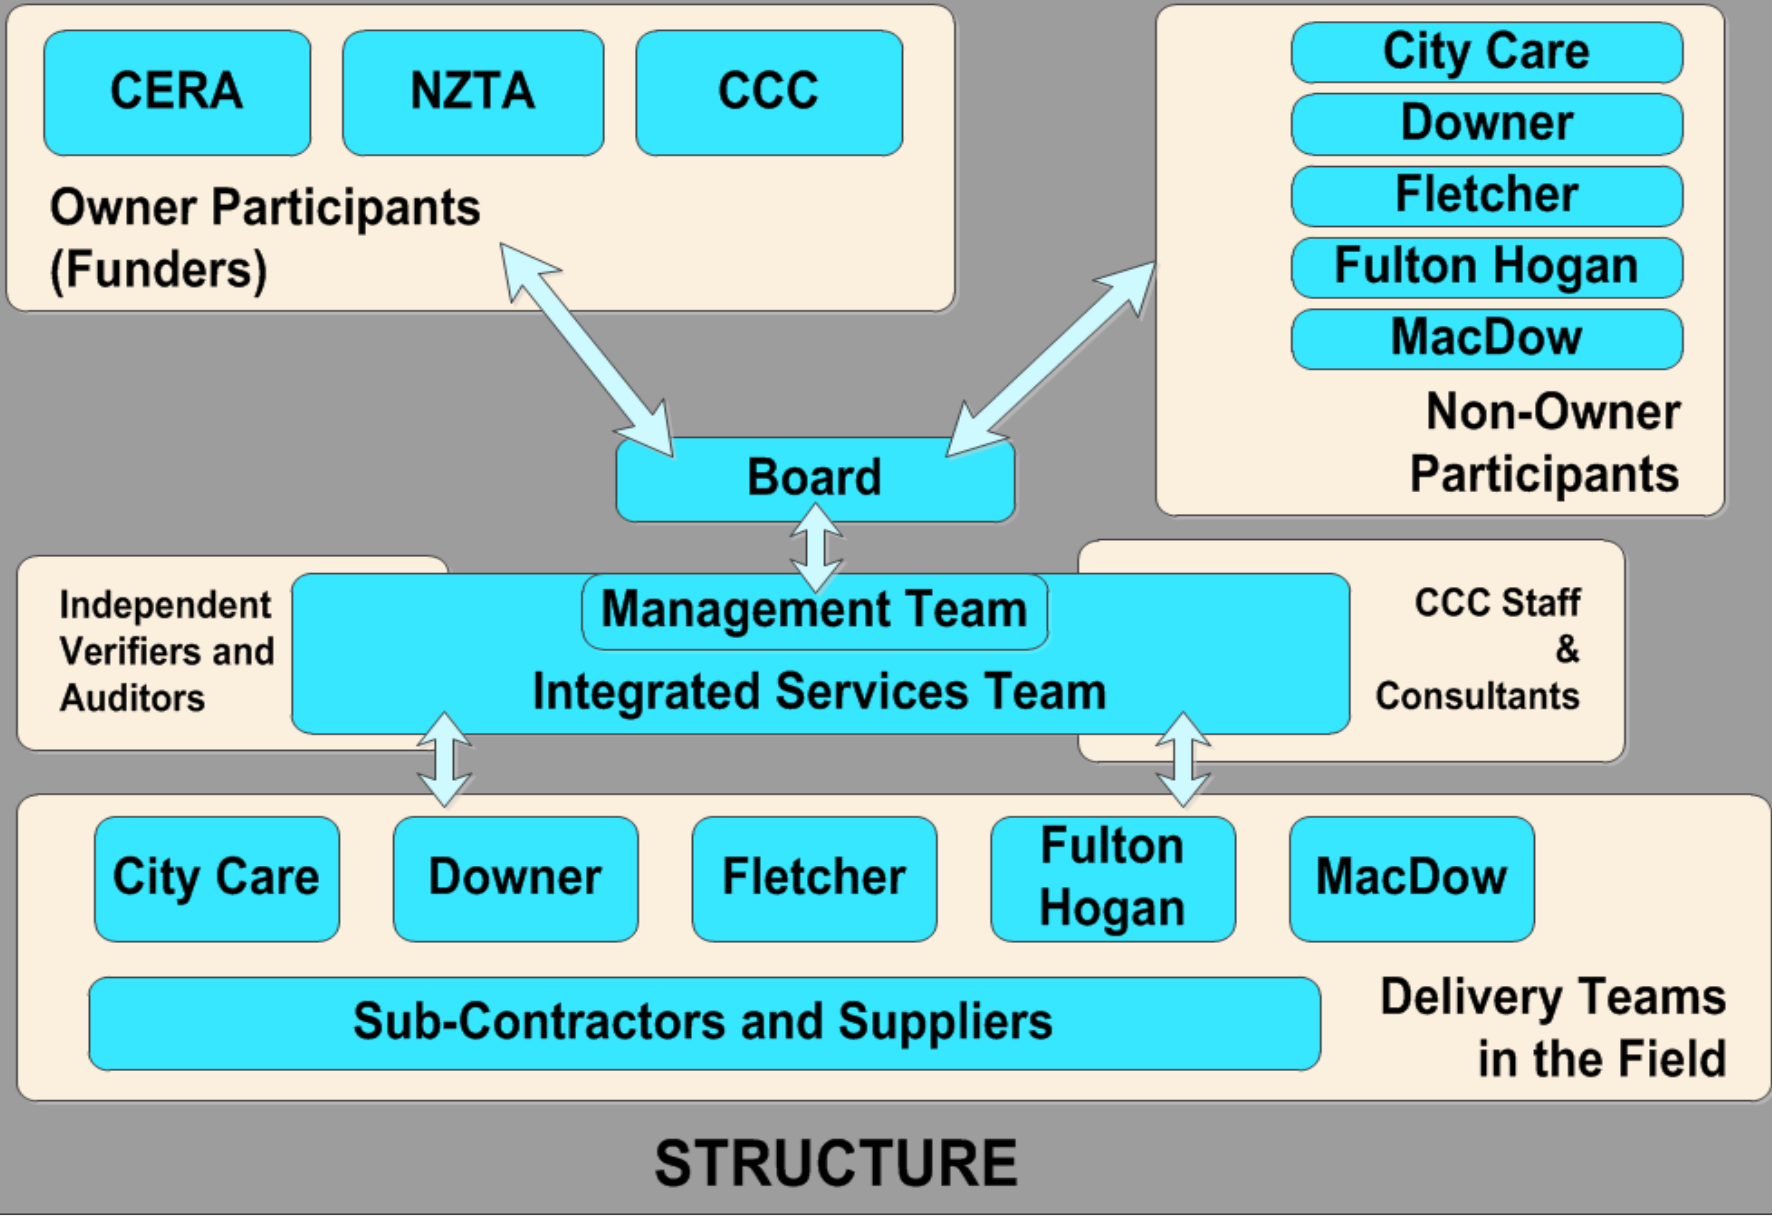 CERA
NZTA
CCC
Owner Participants
(Funders)
City Care
Downer
Fletcher
Fulton Hogan
MacDow
Non-Owner
Participants
Board
Independent
Verifiers and
Auditors
Management Team
Integrated Services Team
CCC Staff
&
Consultants
City Care
Downer
Fletcher
Fulton
Hogan
MacDow
Sub-Contractors and Suppliers
Delivery Teams
in the Field
STRUCTURE